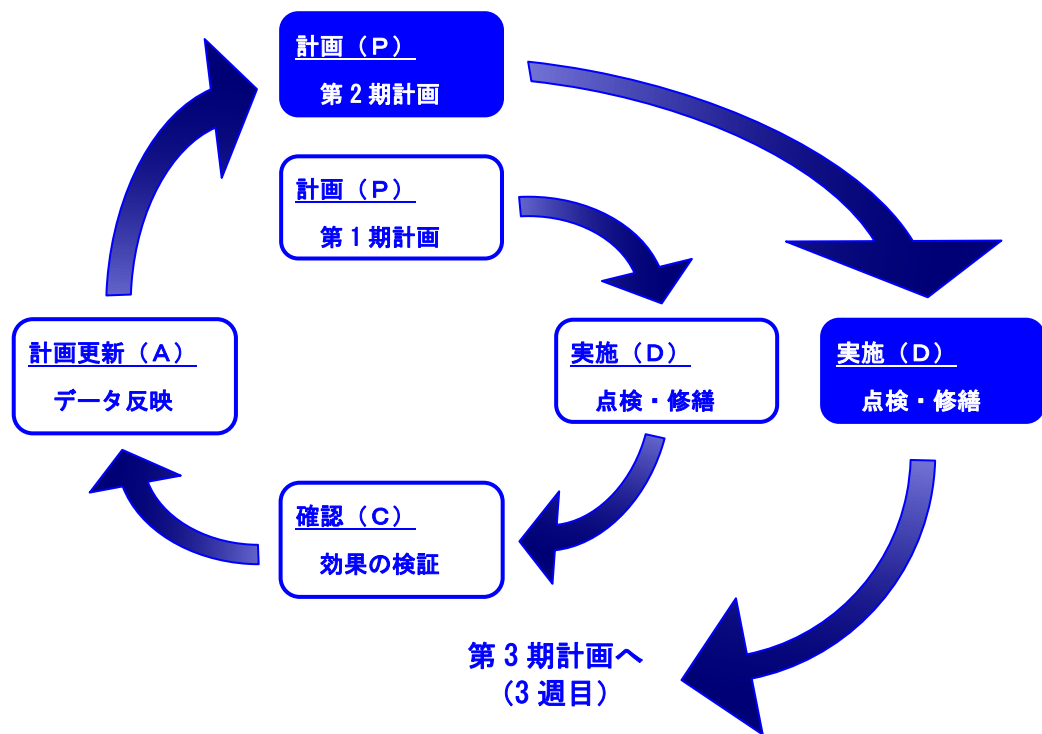 計画（Ｐ）
第２期計画
計画（Ｐ）
第１期計画
計画更新（Ａ）
データ反映
実施（Ｄ）
点検・修繕
実施（Ｄ）
点検・修繕
確認（Ｃ）
効果の検証
第３期計画へ
（３週目）